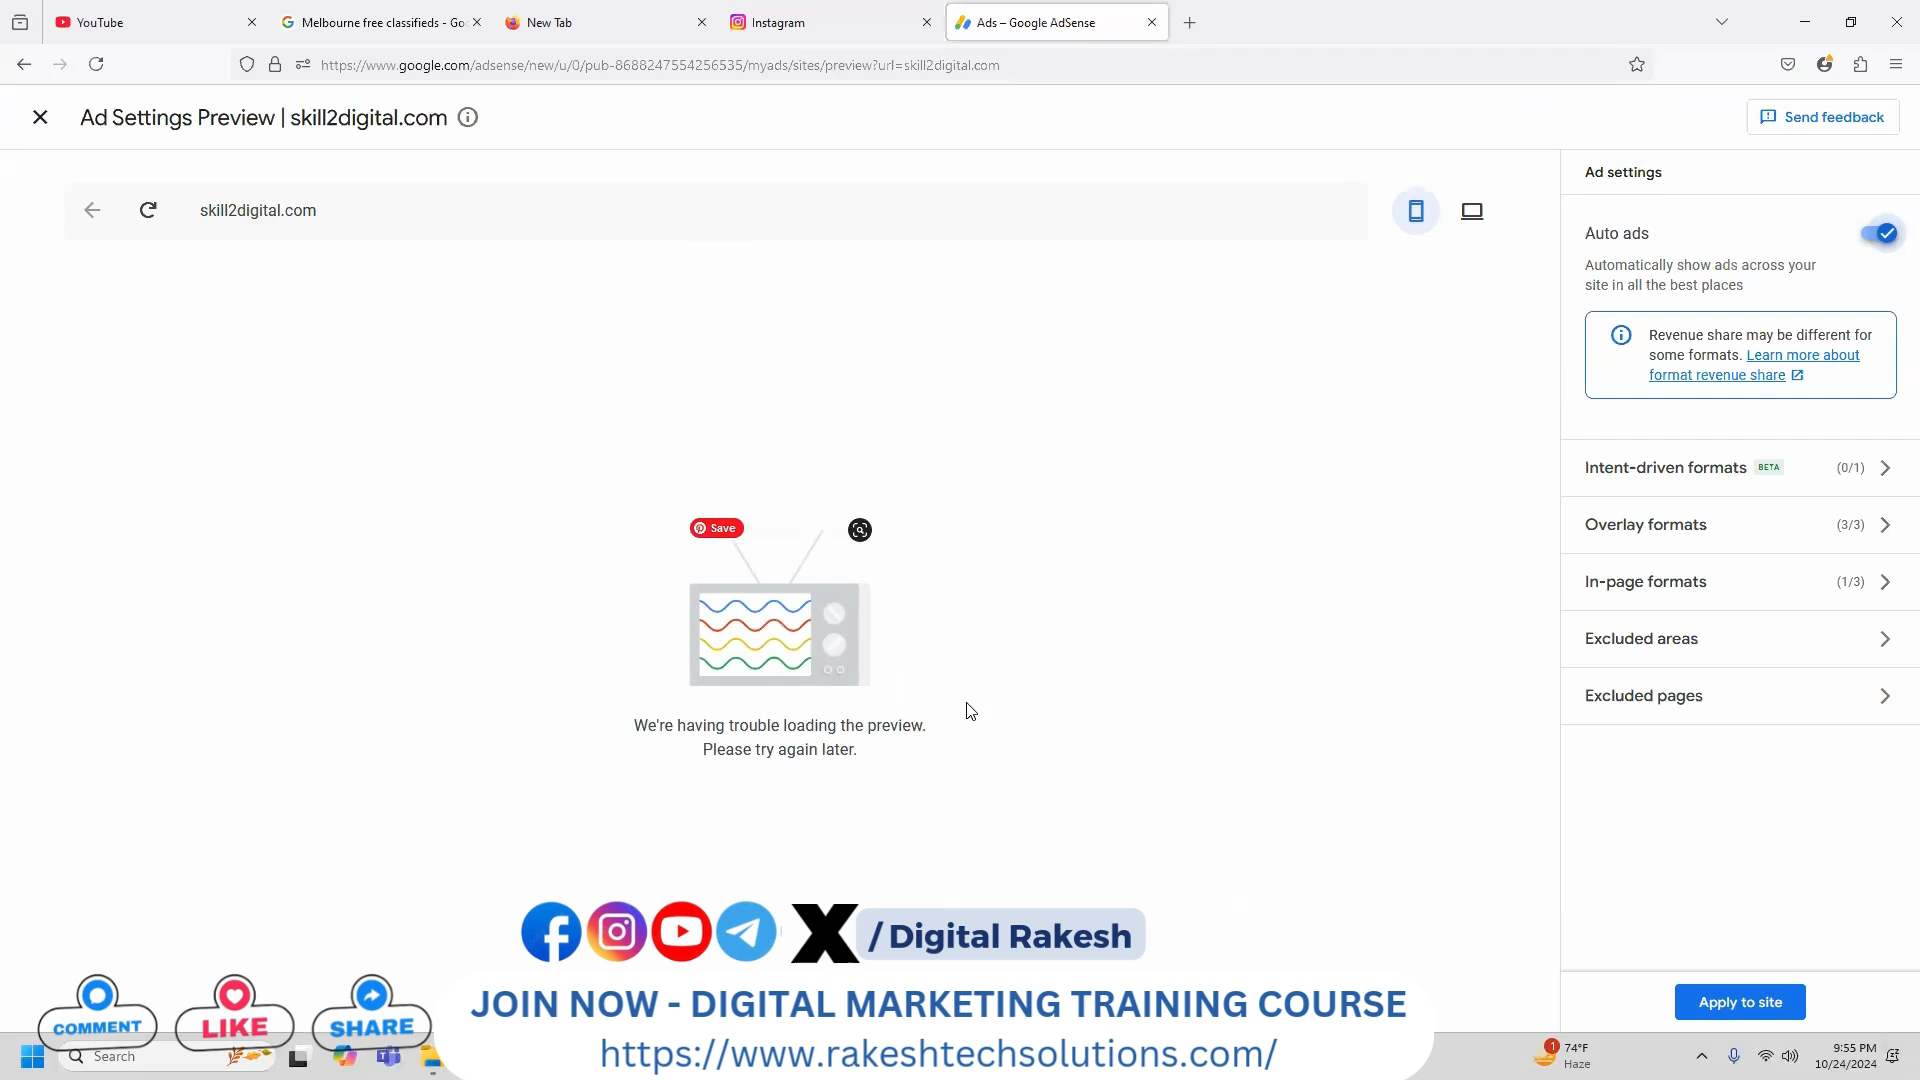 YouTube
Melbourne free classifieds - Goo
New Tab
Instagram
Ads – Google AdSense
https://www.google.com/adsense/new/u/0/pub-8688247554256535/myads/sites/preview?url=skill2digital.com
Ad Settings Preview | skill2digital.com
Send feedback
skill2digital.com
Ad settings
Auto ads
Automatically show ads across your
site in all the best places
Revenue share may be different for
some formats. Learn more about
format revenue share
Intent-driven formats BETA (0/1)
Overlay formats (3/3)
In-page formats (1/3)
Excluded areas
Excluded pages
Save
We're having trouble loading the preview.
Please try again later.
/ Digital Rakesh
COMMENT
LIKE
SHARE
JOIN NOW - DIGITAL MARKETING TRAINING COURSE
https://www.rakeshtechsolutions.com/
Apply to site
Search
1
74°F
Haze
9:55 PM
10/24/2024